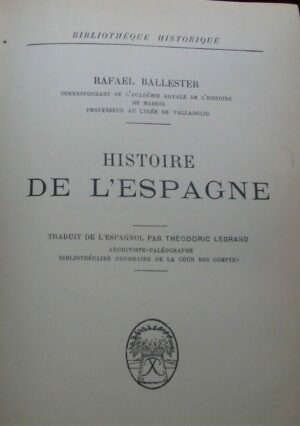 BIBLIOTHÈQUE HISTORIQUE
RAFAEL BALLESTER
CORRESPONDANT DE L'ACADÉMIE ROYALE DE L'HISTOIRE
DE MADRID
PROFESSEUR AU LYCÉE DE VALLADOLID
HISTOIRE
DE L'ESPAGNE
TRADUIT DE L'ESPAGNOL PAR THÉODORIC LEGRAND
ARCHIVISTE-PALÉOGRAPHE
BIBLIOTHÉCAIRE HONORAIRE DE LA COUR DES COMPTES